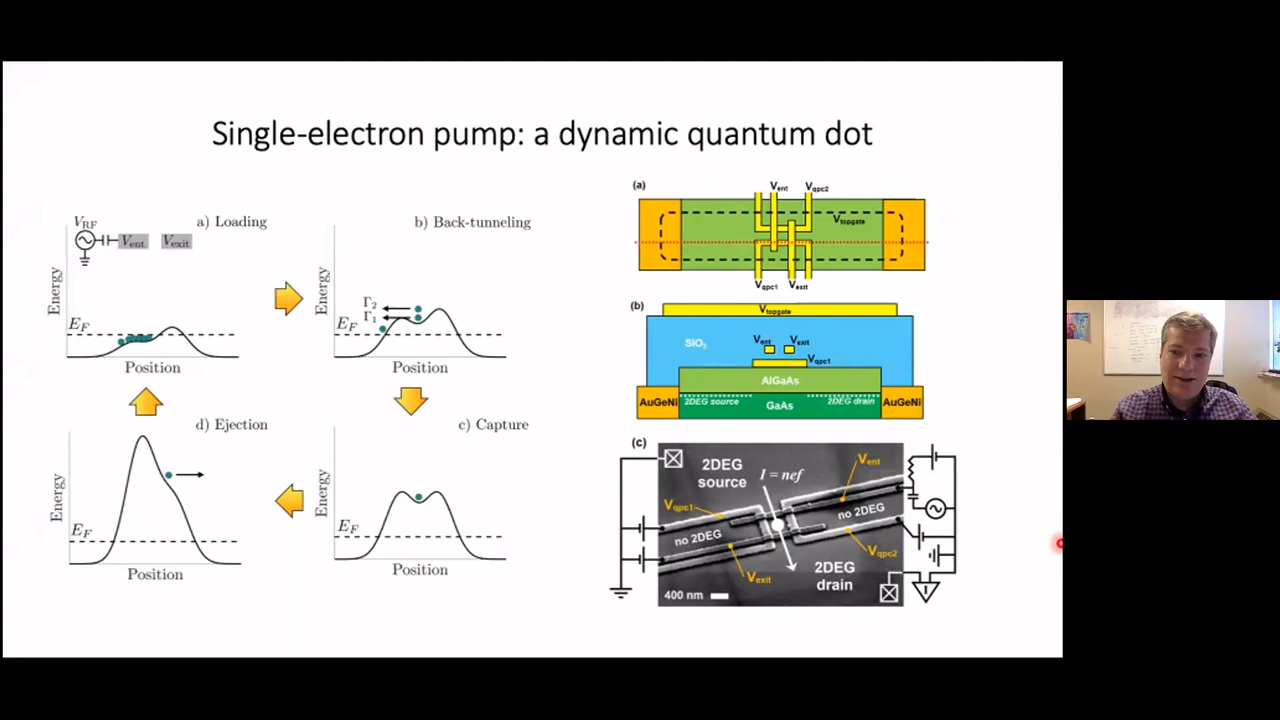 Single-electron pump: a dynamic quantum dot
V_RF
V_ent
V_exit
a) Loading
Energy
E_F
Position
b) Back-tunneling
Energy
Γ_2
Γ_1
E_F
Position
d) Ejection
Energy
E_F
Position
c) Capture
Energy
E_F
Position
(a)
V_ent
V_qpc2
V_topgate
V_qpc1
V_exit
(b)
V_topgate
SiO_2
V_ent
V_exit
V_qpc1
AlGaAs
AuGeNi
2DEG source
2DEG drain
AuGeNi
GaAs
(c)
2DEG
source
I = nef
V_ent
V_qpc1
no 2DEG
no 2DEG
V_qpc2
V_exit
2DEG
drain
400 nm
I